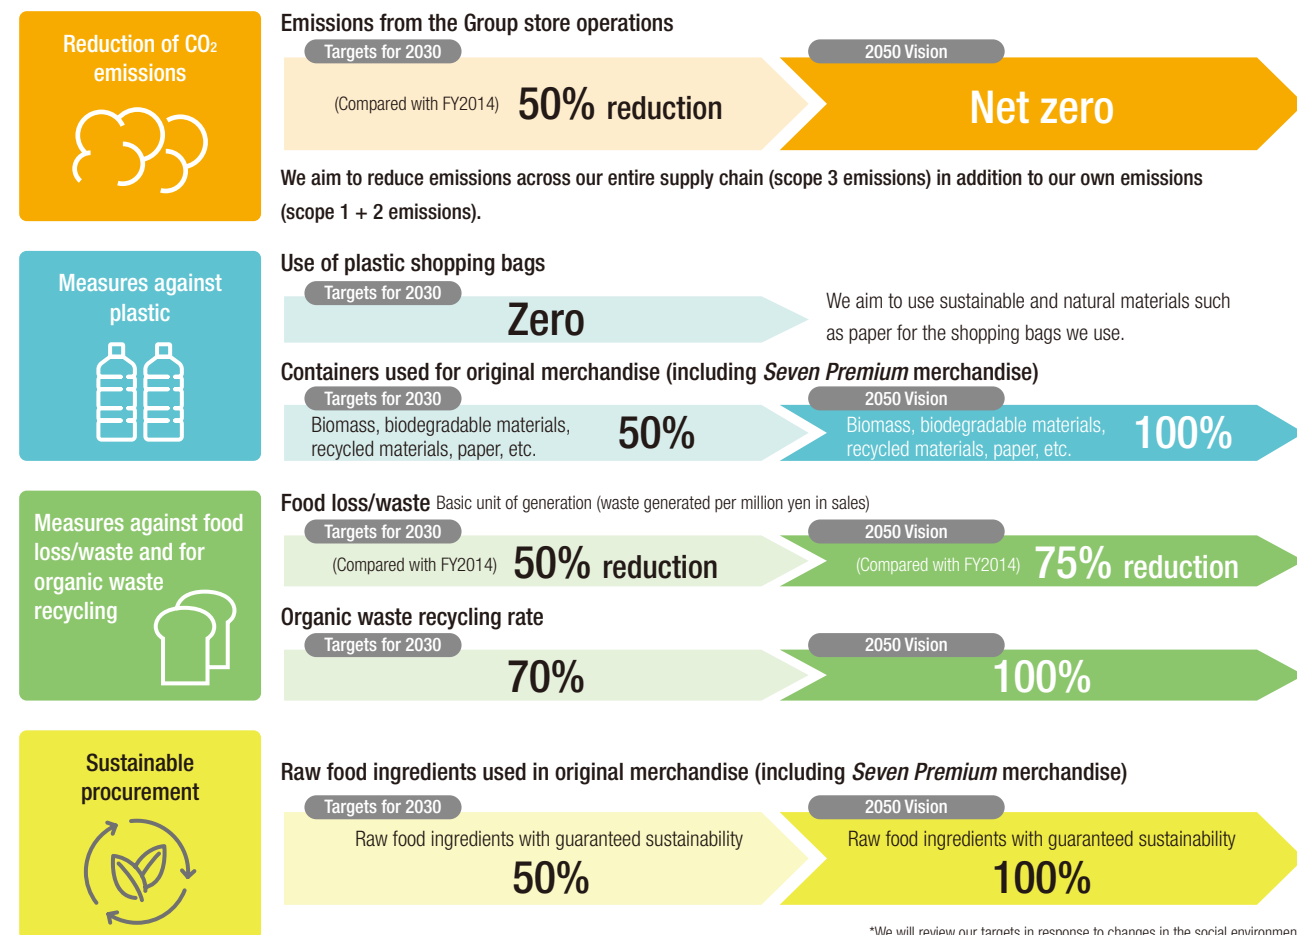 Reduction of CO2
emissions
Emissions from the Group store operations
Targets for 2030
2050 Vision
(Compared with FY2014) 50% reduction
Net zero
We aim to reduce emissions across our entire supply chain (scope 3 emissions) in addition to our own emissions
(scope 1 + 2 emissions).
Measures against
plastic
Use of plastic shopping bags
Targets for 2030
Zero
We aim to use sustainable and natural materials such
as paper for the shopping bags we use.
Containers used for original merchandise (including Seven Premium merchandise)
Targets for 2030
Biomass, biodegradable materials,
recycled materials, paper, etc.
50%
2050 Vision
Biomass, biodegradable materials,
recycled materials, paper, etc.
100%
Measures against food
loss/waste and for
organic waste
recycling
Food loss/waste Basic unit of generation (waste generated per million yen in sales)
Targets for 2030
(Compared with FY2014) 50% reduction
2050 Vision
(Compared with FY2014) 75% reduction
Organic waste recycling rate
Targets for 2030
70%
2050 Vision
100%
Sustainable
procurement
Raw food ingredients used in original merchandise (including Seven Premium merchandise)
Targets for 2030
Raw food ingredients with guaranteed sustainability
50%
2050 Vision
Raw food ingredients with guaranteed sustainability
100%
*We will review our targets in response to changes in the social environmen